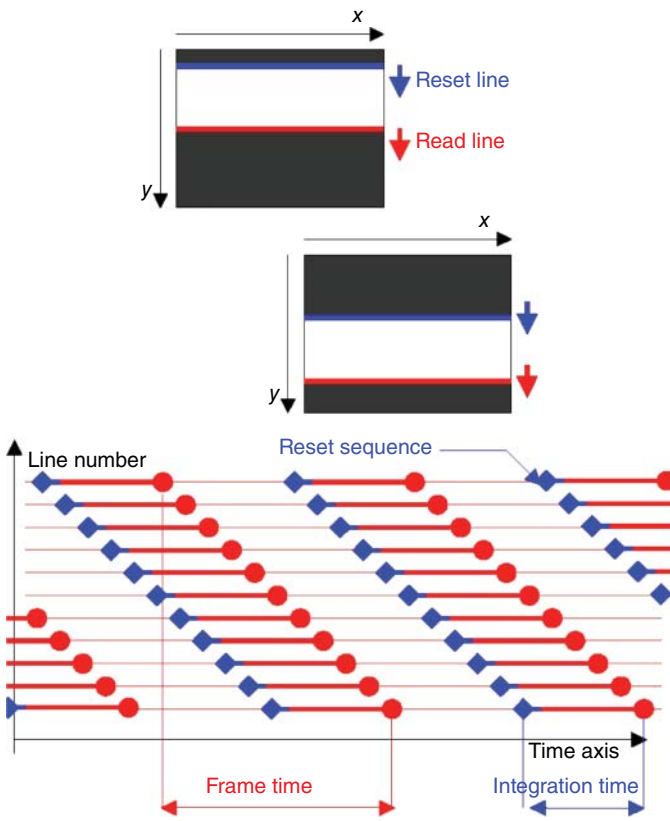 x
Reset line
Read line
y
x
y
Reset sequence
Line number
Time axis
Frame time
Integration time